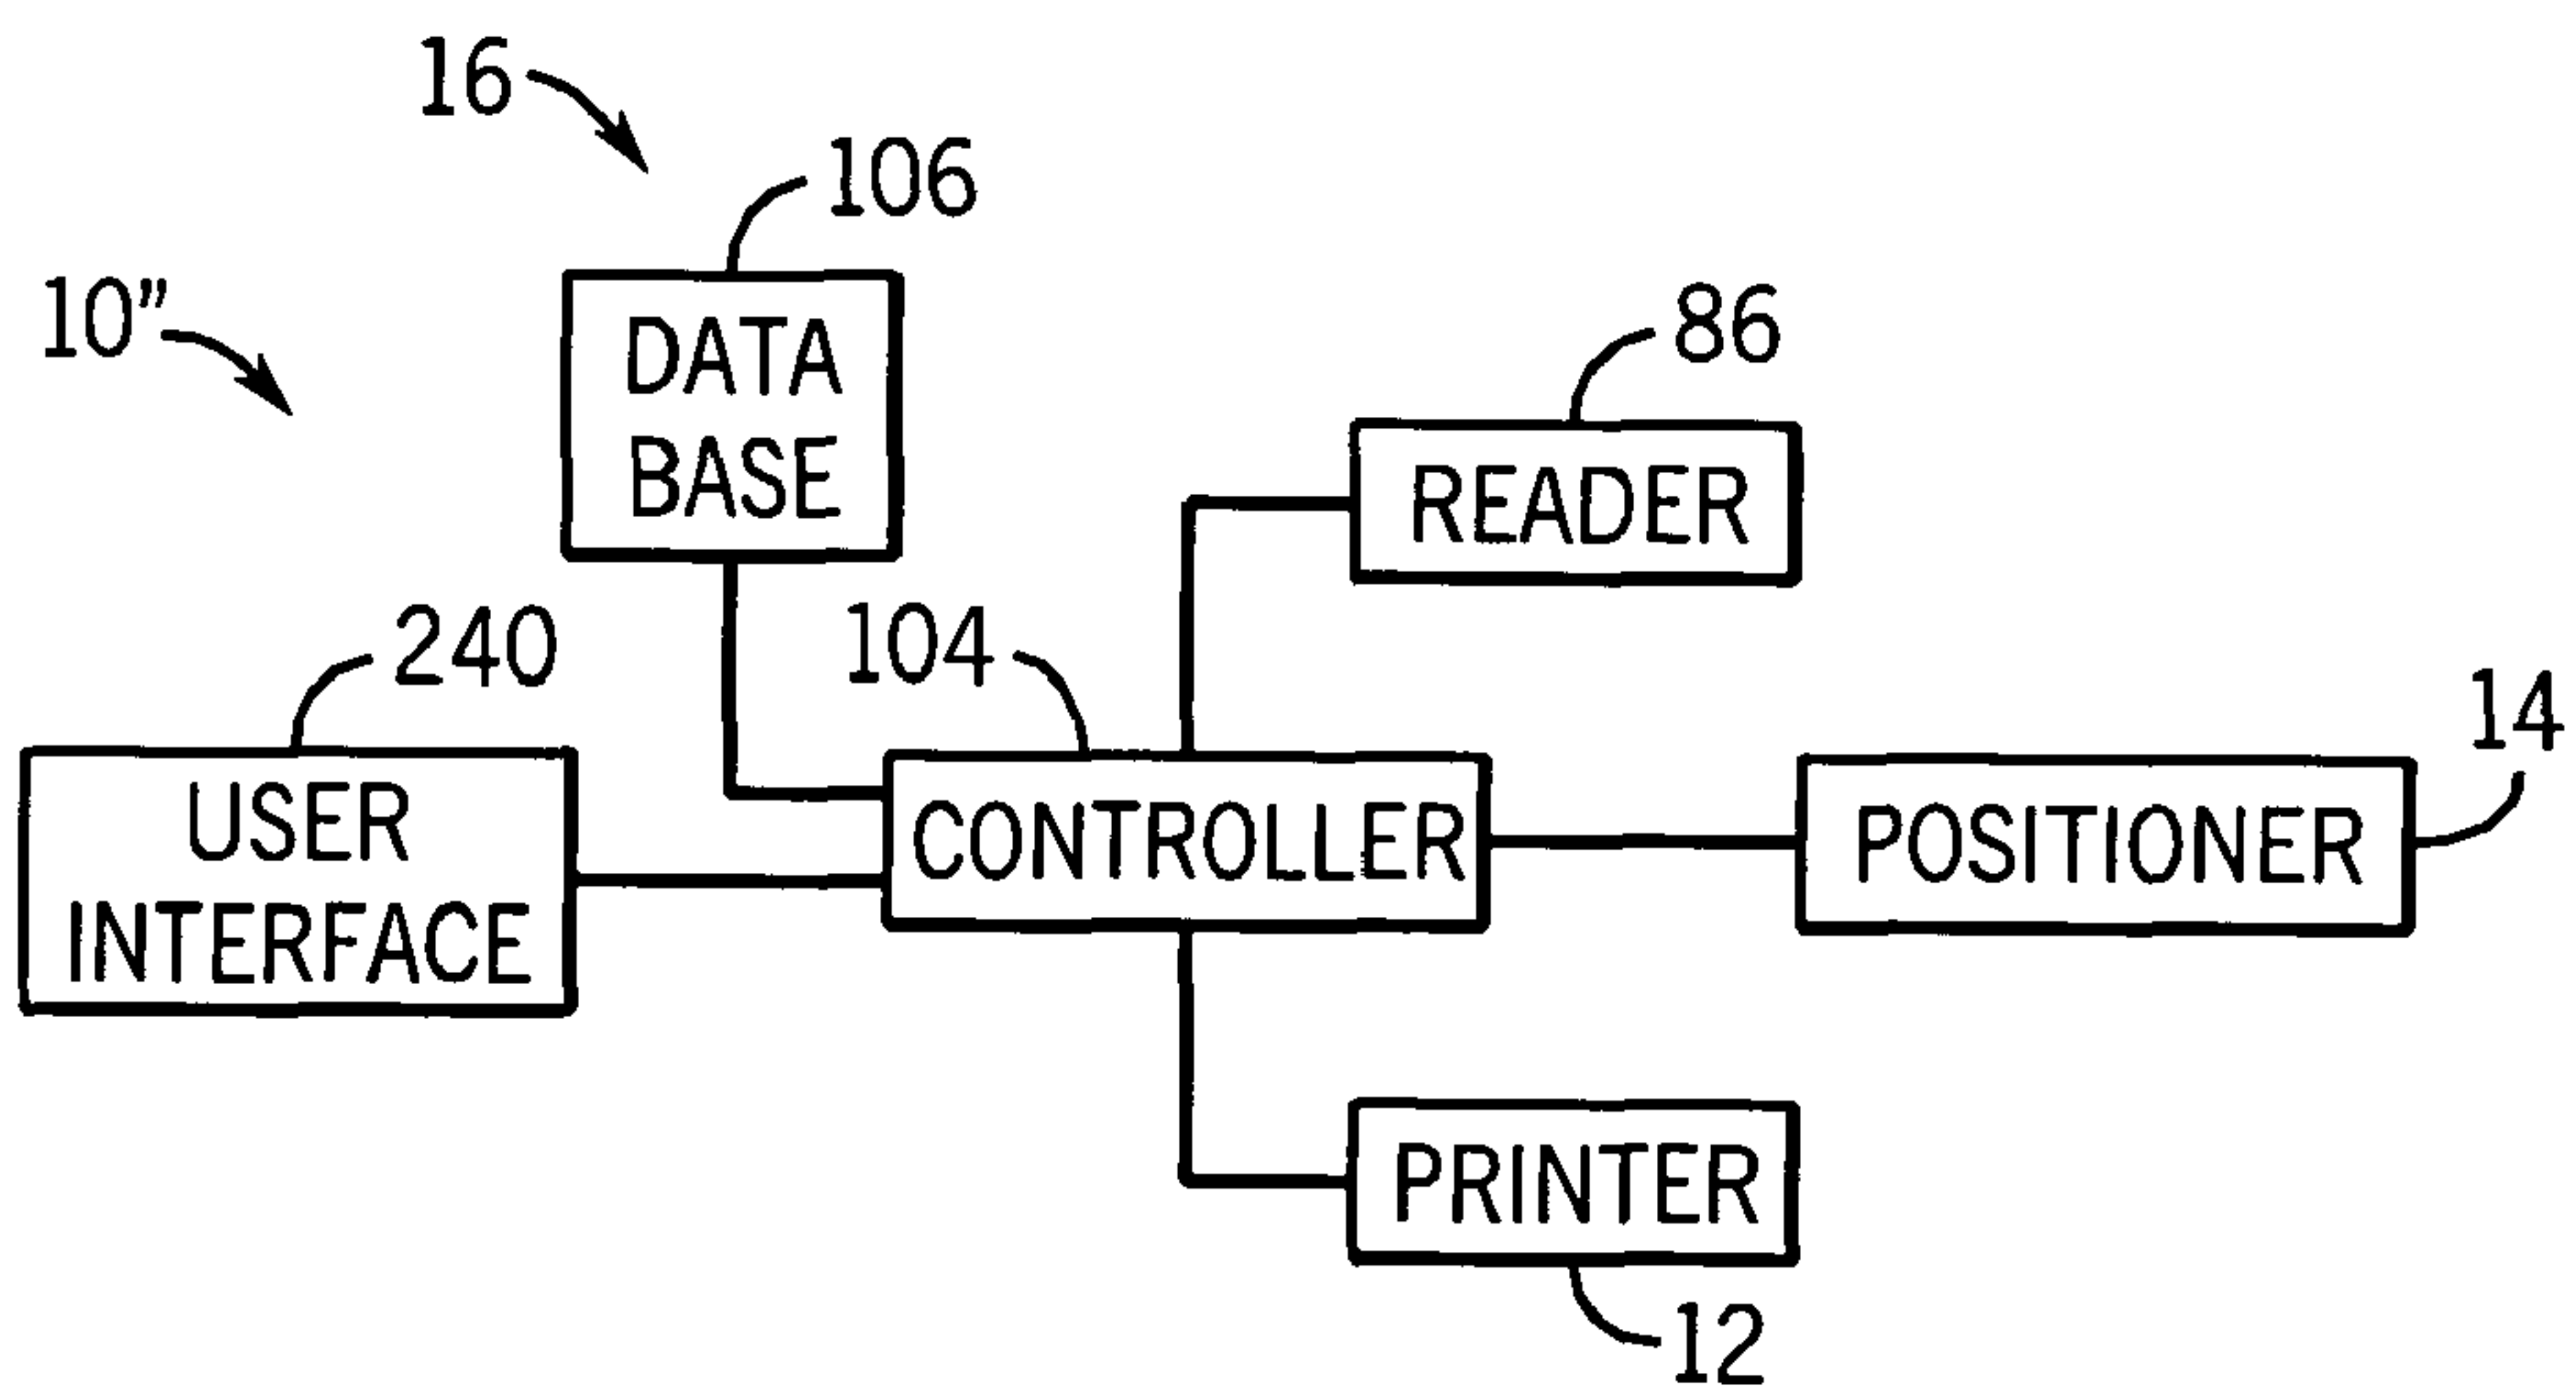 16
106
10”
DATA
BASE
86
READER
240
104
14
USER
INTERFACE
CONTROLLER
POSITIONER
PRINTER
12